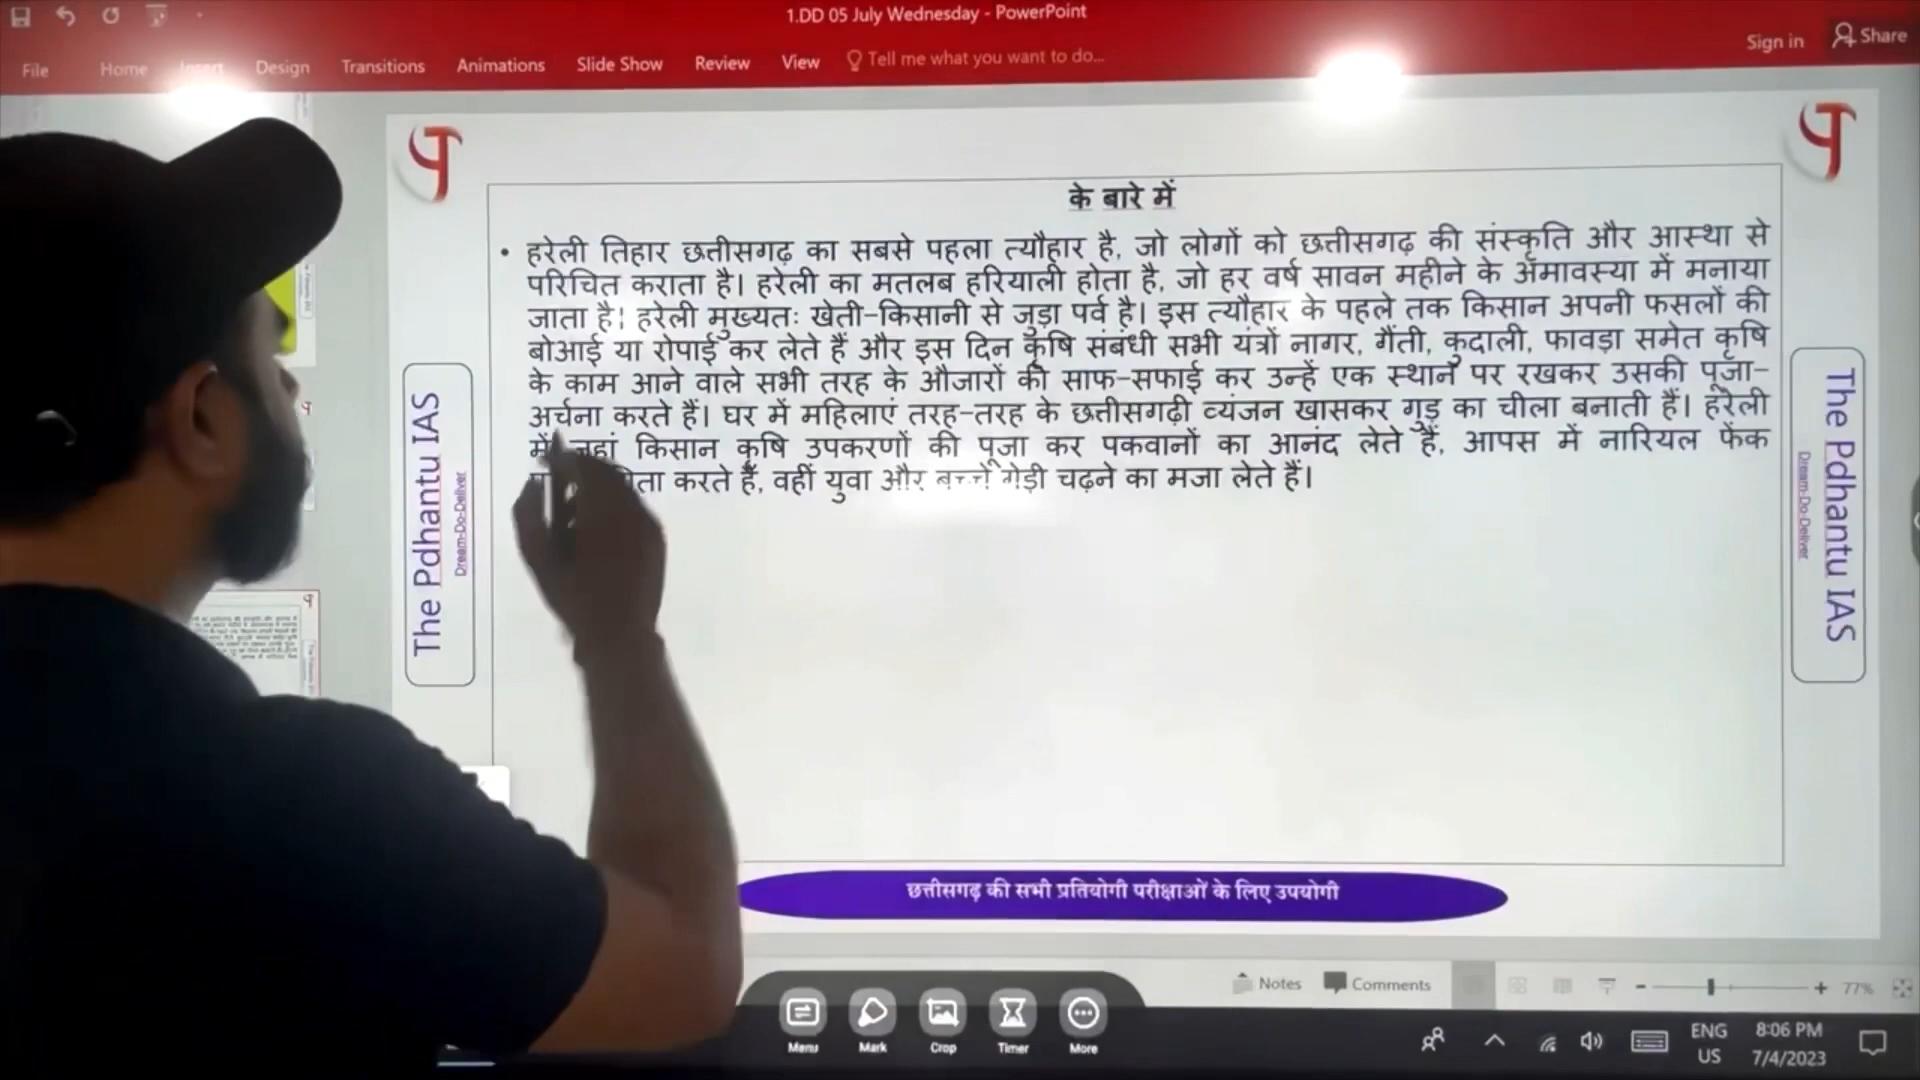 1.DD 05 July Wednesday - PowerPoint
Sign in Share
File Home Insert Design Transitions Animations Slide Show Review View Tell me what you want to do...
के बारे में
• हरेली तिहार छत्तीसगढ़ का सबसे पहला त्यौहार है, जो लोगों को छत्तीसगढ़ की संस्कृति और आस्था से
परिचित कराता है। हरेली का मतलब हरियाली होता है, जो हर वर्ष सावन महीने के अमावस्या में मनाया
जाता है। हरेली मुख्यतः खेती-किसानी से जुड़ा पर्व है। इस त्यौहार के पहले तक किसान अपनी फसलों की
बोआई या रोपाई कर लेते हैं और इस दिन कृषि संबंधी सभी यंत्रों नागर, गैंती, कुदाली, फावड़ा समेत कृषि
के काम आने वाले सभी तरह के औजारों की साफ-सफाई कर उन्हें एक स्थान पर रखकर उसकी पूजा-
अर्चना करते हैं। घर में महिलाएं तरह-तरह के छत्तीसगढ़ी व्यंजन खासकर गुड़ का चीला बनाती हैं। हरेली
में जहां किसान कृषि उपकरणों की पूजा कर पकवानों का आनंद लेते हैं, आपस में नारियल फेंक
करते हैं, वहीं युवा और बच्चे गेड़ी चढ़ने का मजा लेते हैं।
The Pdhantu IAS
Dream-Do-Deliver
The Pdhantu IAS
Dream-Do-Deliver
छत्तीसगढ़ की सभी प्रतियोगी परीक्षाओं के लिए उपयोगी
Notes Comments 77%
Menu Mark Crop Timer More
ENG
US
8:06 PM
7/4/2023